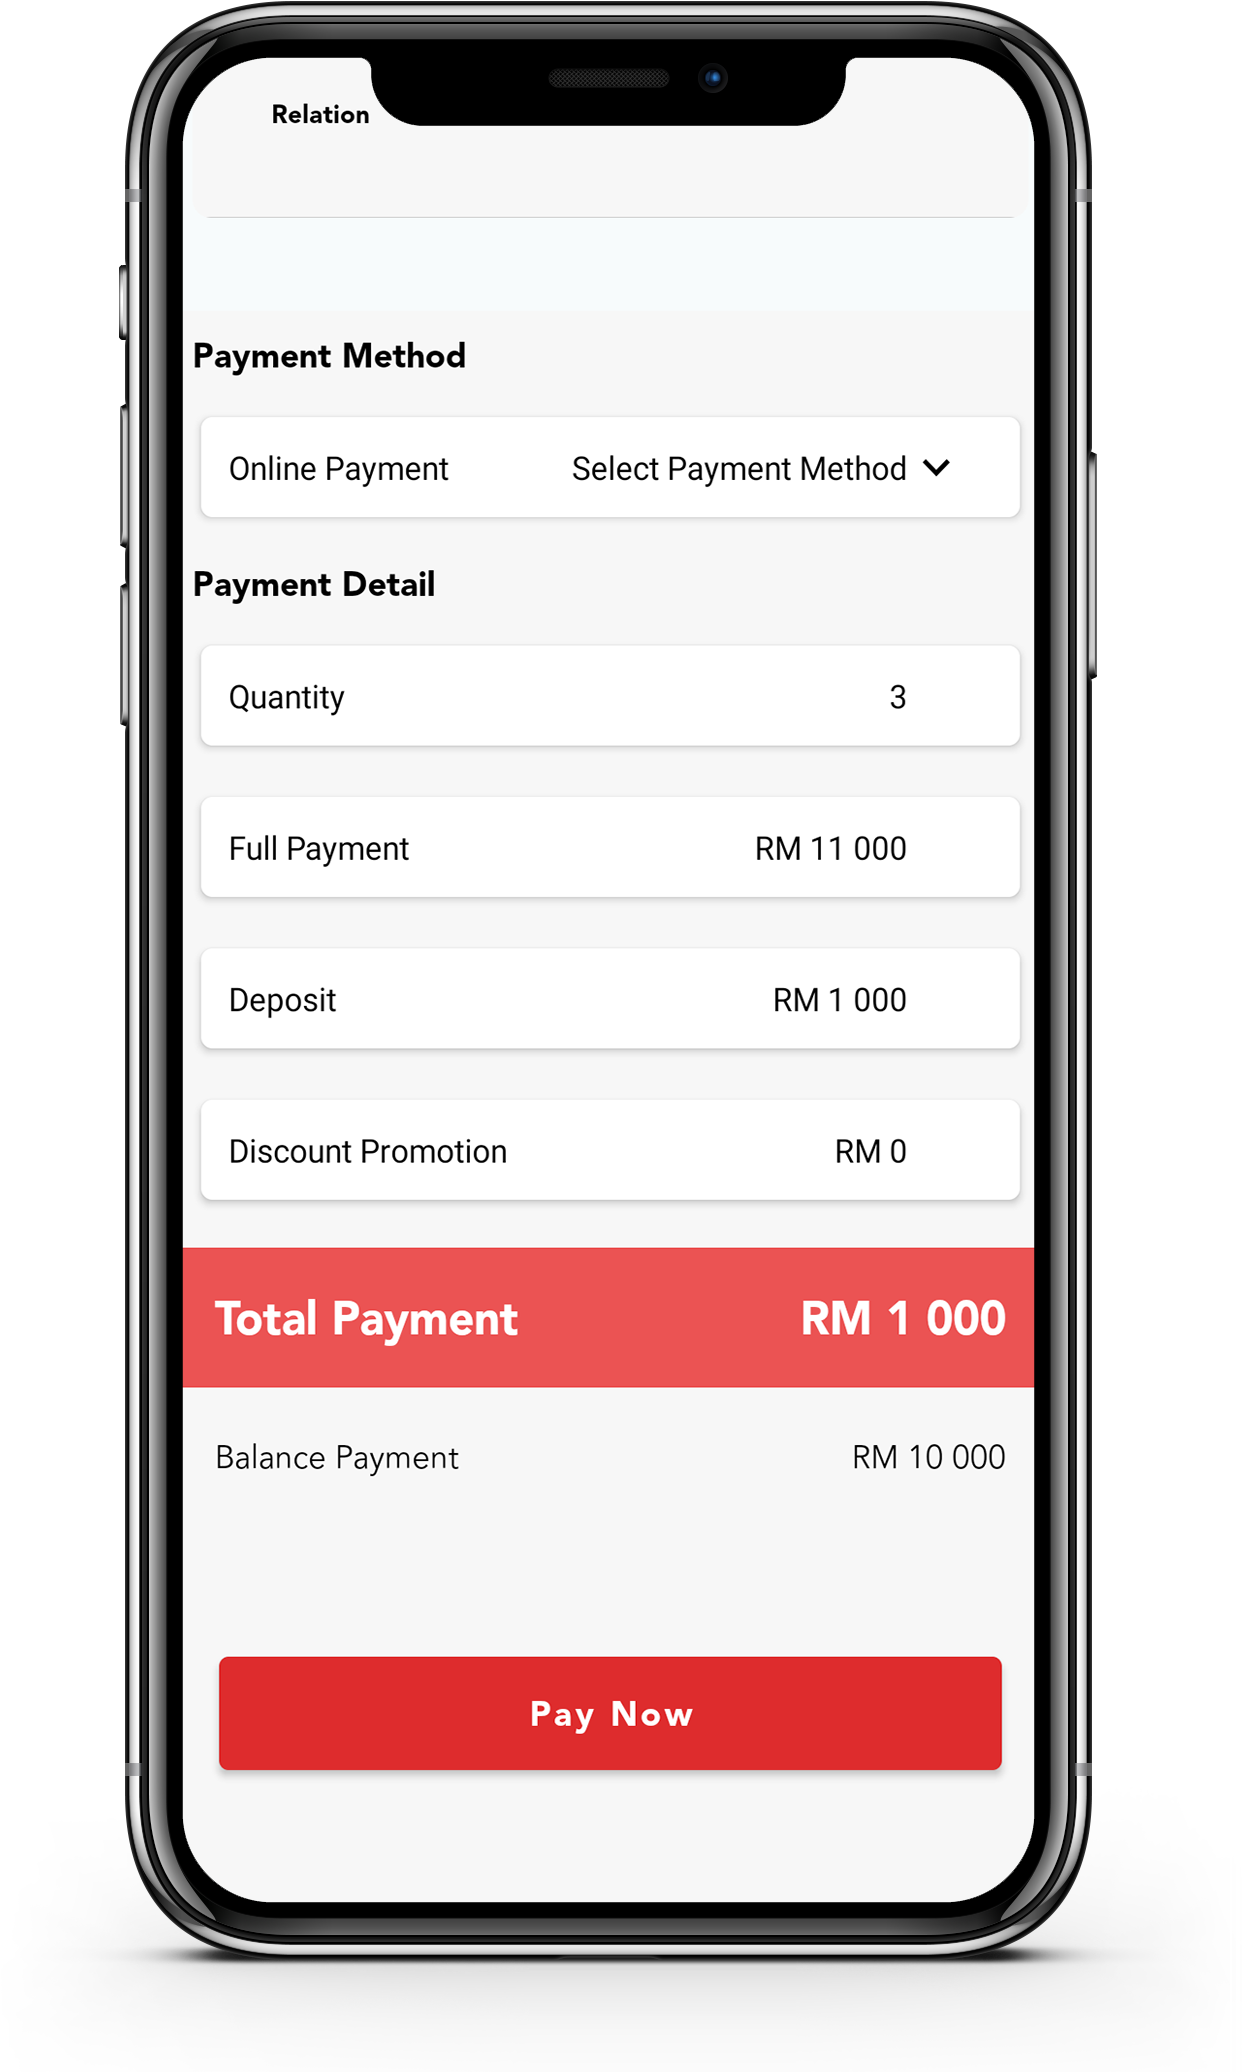 Relation
Payment Method
Online Payment Select Payment Method
Payment Detail
Quantity 3
Full Payment RM 11 000
Deposit RM 1 000
Discount Promotion RM 0
Total Payment RM 1 000
Balance Payment RM 10 000
Pay Now